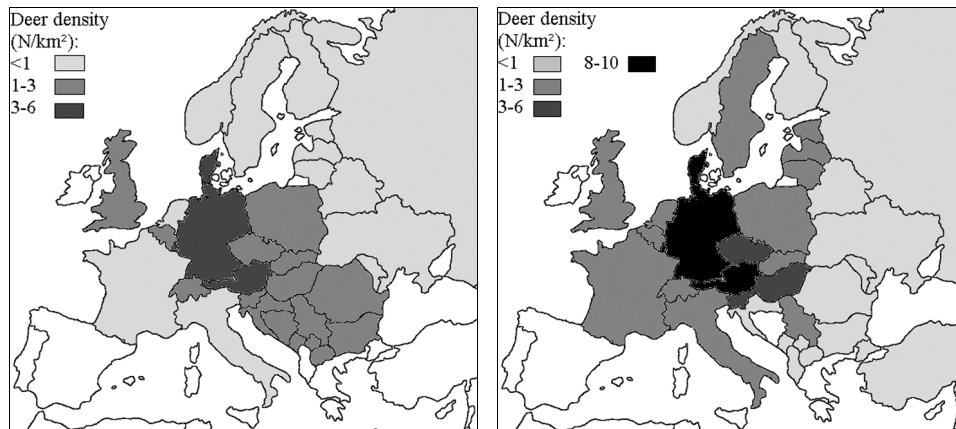 Deer density
(N/km²):
<1
1-3
3-6
Deer density
(N/km²):
<1 8-10
1-3
3-6